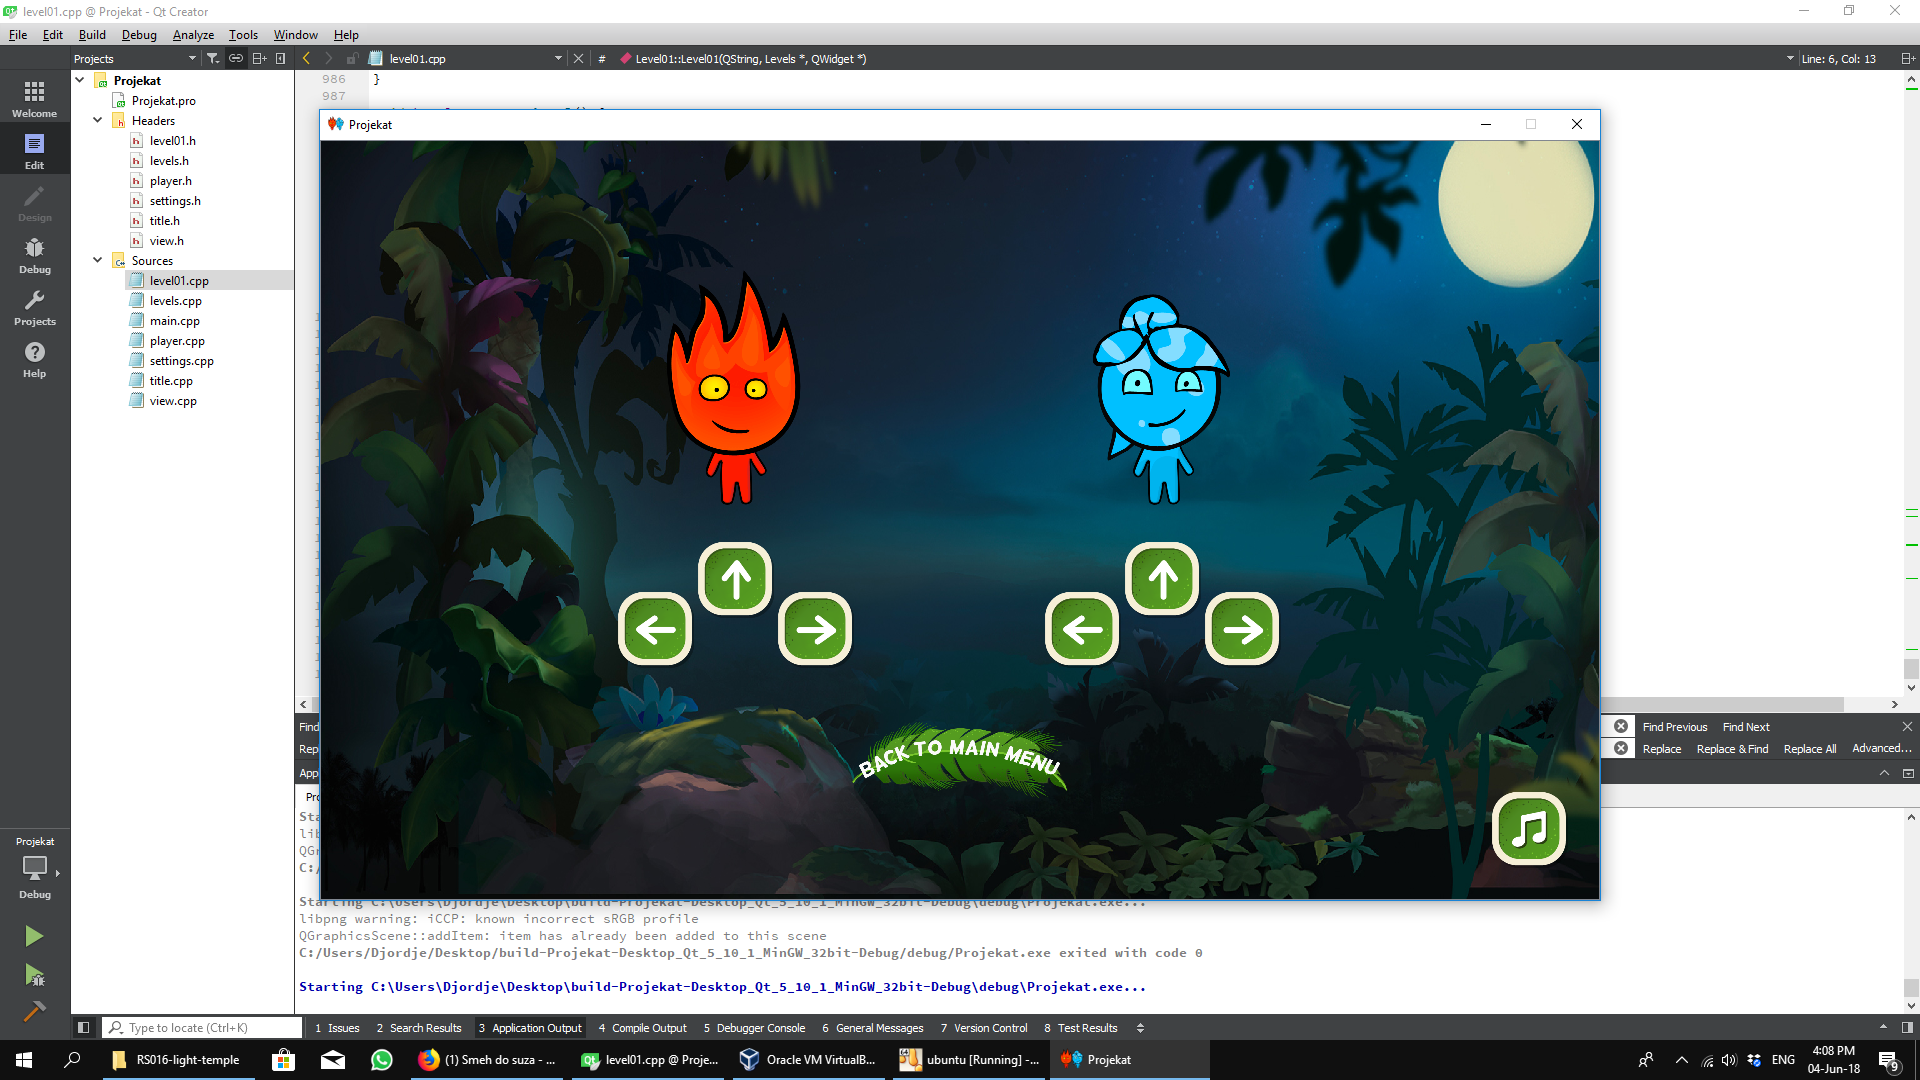 level01.cpp @ Projekat - Qt Creator
File Edit Build Debug Analyze Tools Window Help
Projects level01.cpp # Level01::Level01(QString, Levels *, QWidget *) Line: 6, Col: 13
Projekat
Projekat.pro
Headers
level01.h
levels.h
player.h
settings.h
title.h
view.h
Sources
level01.cpp
levels.cpp
main.cpp
player.cpp
settings.cpp
title.cpp
view.cpp
Welcome
Edit
Design
Debug
Projects
Help
Projekat
Debug
986 }
987
Projekat
BACK TO MAIN MENU
Find Find Previous Find Next
Rep Replace Replace & Find Replace All Advanced...
App
Pro
Sta
lib
QGr
C:/
Starting C:\Users\Djordje\Desktop\build-Projekat-Desktop_Qt_5_10_1_MinGW_32bit-Debug\debug\Projekat.exe...
libpng warning: iCCP: known incorrect sRGB profile
QGraphicsScene::addItem: item has already been added to this scene
C:/Users/Djordje/Desktop/build-Projekat-Desktop_Qt_5_10_1_MinGW_32bit-Debug/debug/Projekat.exe exited with code 0
Starting C:\Users\Djordje\Desktop\build-Projekat-Desktop_Qt_5_10_1_MinGW_32bit-Debug\debug\Projekat.exe...
Type to locate (Ctrl+K) 1 Issues 2 Search Results 3 Application Output 4 Compile Output 5 Debugger Console 6 General Messages 7 Version Control 8 Test Results
RS016-light-temple (1) Smeh do suza - ... level01.cpp @ Proje... Oracle VM VirtualB... ubuntu [Running] -... Projekat ENG 4:08 PM
04-Jun-18 9